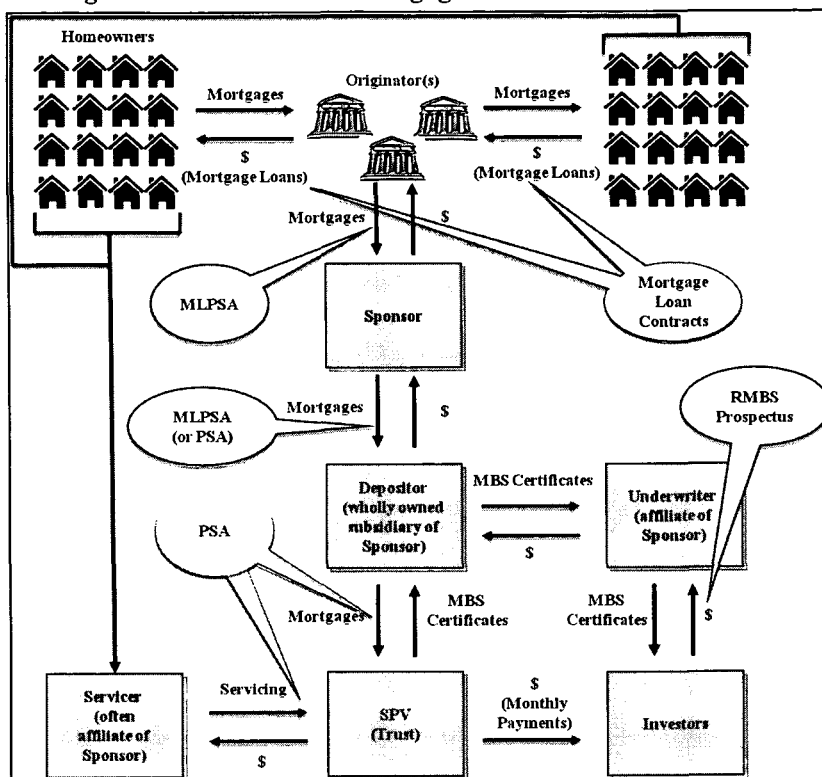 Homeowners
Originator(s)
Mortgages
Mortgages
$
(Mortgage Loans)
$
(Mortgage Loans)
Mortgages
$
MLPSA
Sponsor
Mortgage
Loan
Contracts
MLPSA
(or PSA)
Mortgages
$
RMBS
Prospectus
Depositor
(wholly owned
subsidiary of
Sponsor)
MBS Certificates
$
Underwriter
(affiliate of
Sponsor)
PSA
Mortgages
MBS
Certificates
MBS
Certificates
$
Servicer
(often
affiliate of
Sponsor)
Servicing
$
SPV
(Trust)
$
(Monthly
Payments)
Investors